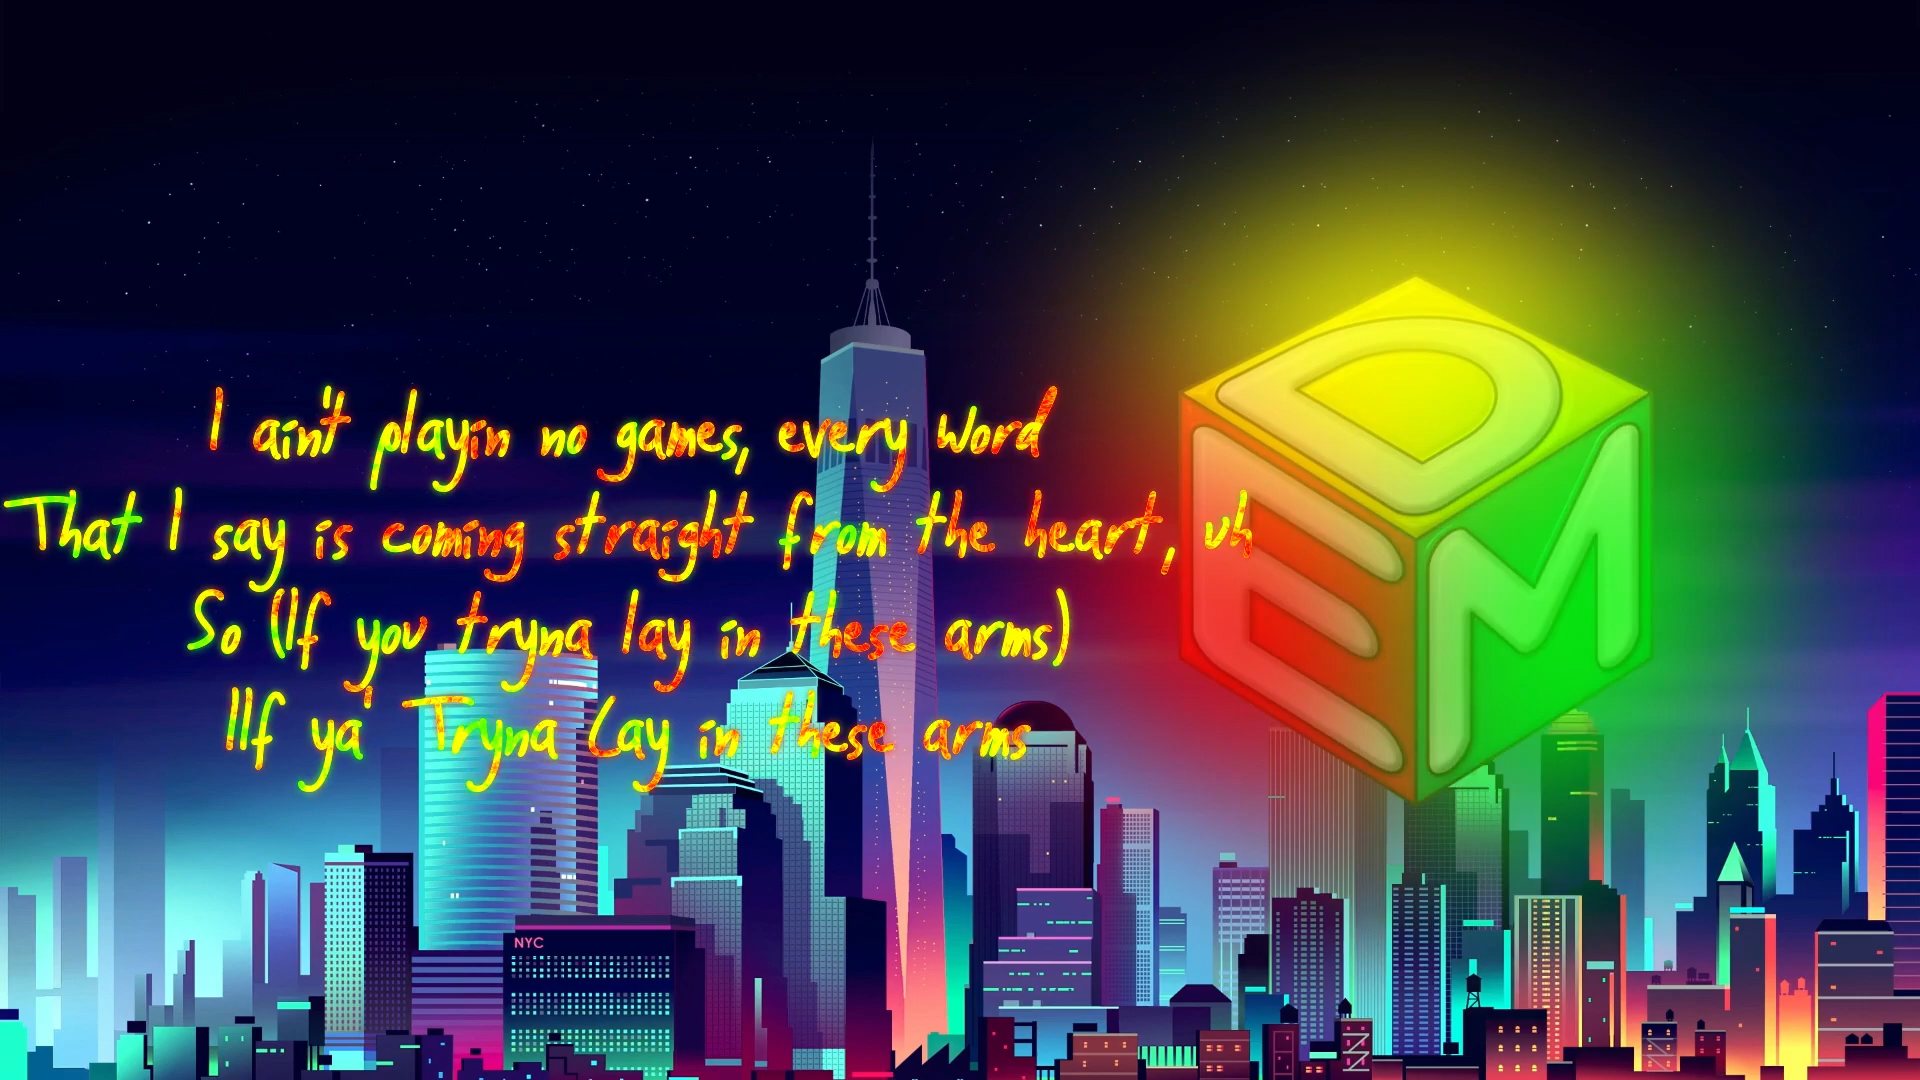 I ain't playin no games, every word
That I say is coming straight from the heart, uh
So (If you tryna lay in these arms)
IIf ya' Tryna Lay in these arms
D
E M
NYC